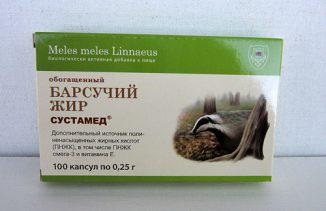 Meles meles Linnaeus
биологически активная добавка к пище
обогащенный
БАРСУЧИЙ
ЖИР
СУСТАМЕД®
Дополнительный источник поли-
ненасыщенных жирных кислот
(ПНЖК), в том числе ПНЖК
омега-3 и витамина Е.
100 капсул по 0,25 г